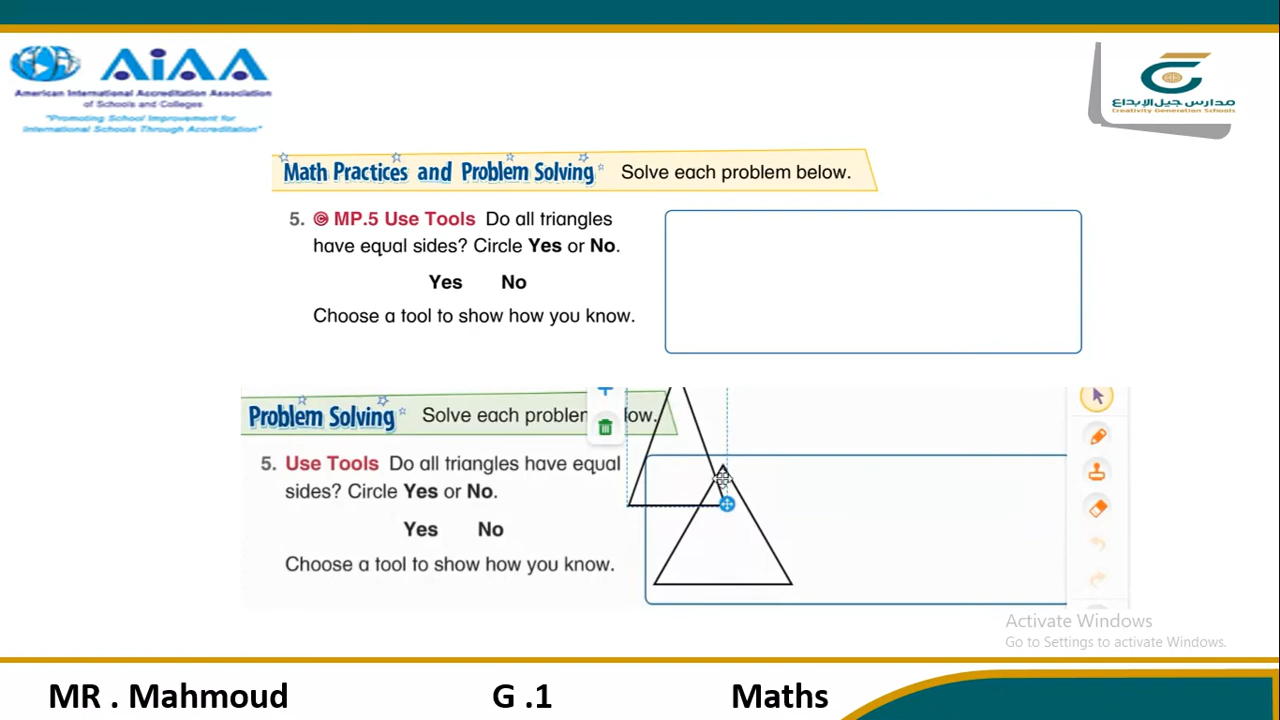 AIAA
American International Accreditation Association
of Schools and Colleges
"Promoting School Improvement for
International Schools Through Accreditation"
مدارس جيل الإبداع
Creativity Generation Schools
Math Practices and Problem Solving Solve each problem below.
5. MP.5 Use Tools Do all triangles
have equal sides? Circle Yes or No.
Yes No
Choose a tool to show how you know.
Problem Solving Solve each problem low.
5. Use Tools Do all triangles have equal
sides? Circle Yes or No.
Yes No
Choose a tool to show how you know.
Activate Windows
Go to Settings to activate Windows.
MR . Mahmoud G .1 Maths